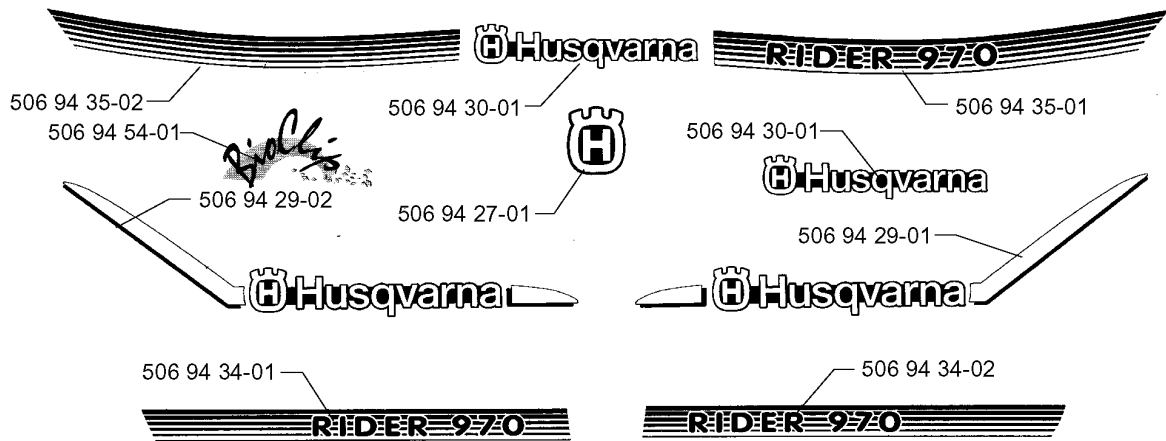 H Husqvarna
RIDER 970
506 94 35-02
506 94 30-01
506 94 35-01
506 94 54-01
BioClip
H
506 94 30-01
H Husqvarna
506 94 29-02
506 94 27-01
506 94 29-01
H Husqvarna
H Husqvarna
506 94 34-01
506 94 34-02
RIDER 970
RIDER 970